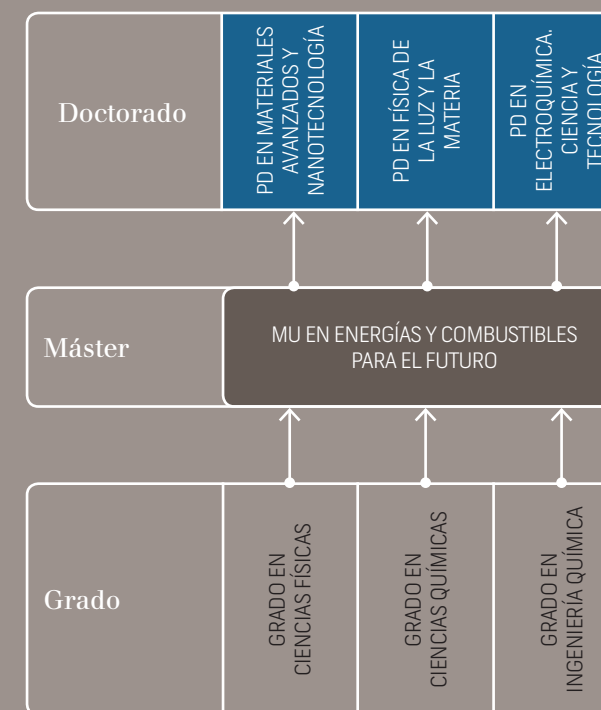 Doctorado
PD EN MATERIALES
AVANZADOS Y
NANOTECNOLOGÍA
PD EN FÍSICA DE
LA LUZ Y LA
MATERIA
PD EN
ELECTROQUÍMICA.
CIENCIA Y
TECNOLOGÍA
Máster
MU EN ENERGÍAS Y COMBUSTIBLES
PARA EL FUTURO
Grado
GRADO EN
CIENCIAS FÍSICAS
GRADO EN
CIENCIAS QUÍMICAS
GRADO EN
INGENIERÍA QUÍMICA